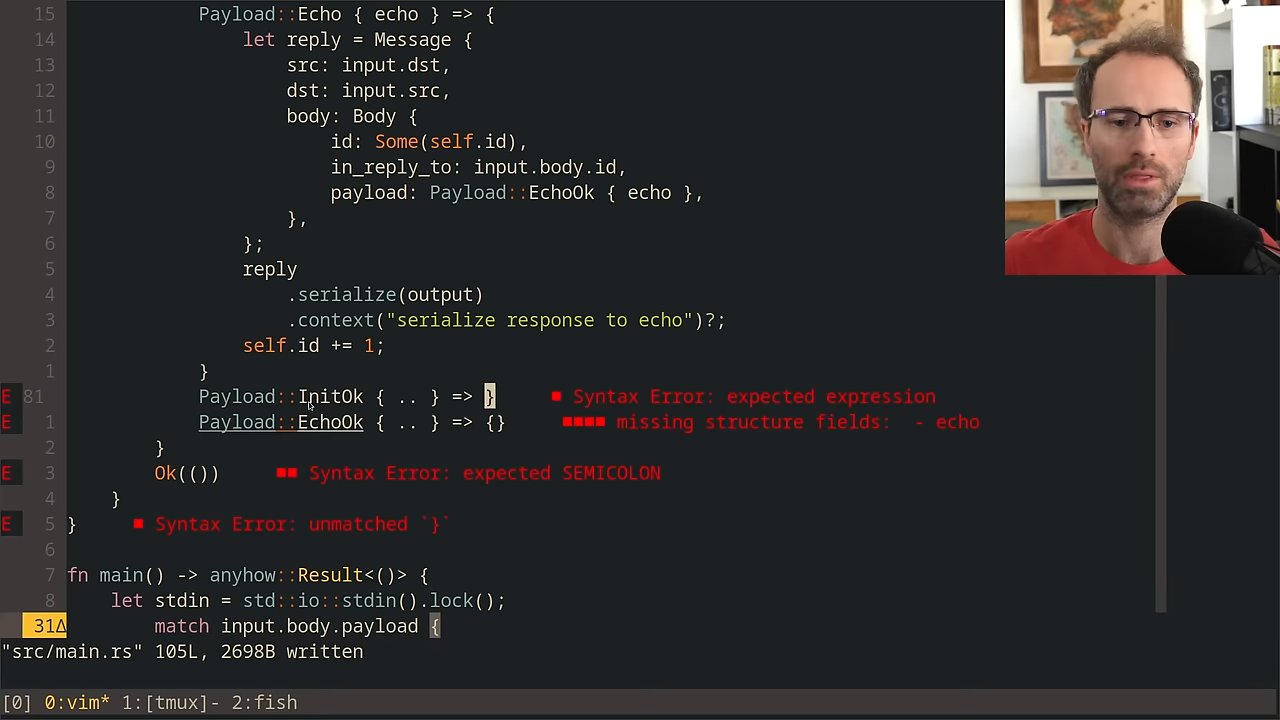 15 Payload::Echo { echo } => {
14 let reply = Message {
13 src: input.dst,
12 dst: input.src,
11 body: Body {
10 id: Some(self.id),
9 in_reply_to: input.body.id,
8 payload: Payload::EchoOk { echo },
7 },
6 };
5 reply
4 .serialize(output)
3 .context("serialize response to echo")?;
2 self.id += 1;
1 }
E 81 Payload::InitOk { .. } => } ■ Syntax Error: expected expression
E 1 Payload::EchoOk { .. } => {} ■■■■ missing structure fields: - echo
2 }
E 3 Ok(()) ■■ Syntax Error: expected SEMICOLON
4 }
E 5 } ■ Syntax Error: unmatched `}`
6
7 fn main() -> anyhow::Result<()> {
8 let stdin = std::io::stdin().lock();
31∆ match input.body.payload {
"src/main.rs" 105L, 2698B written
[0] 0:vim* 1:[tmux]- 2:fish